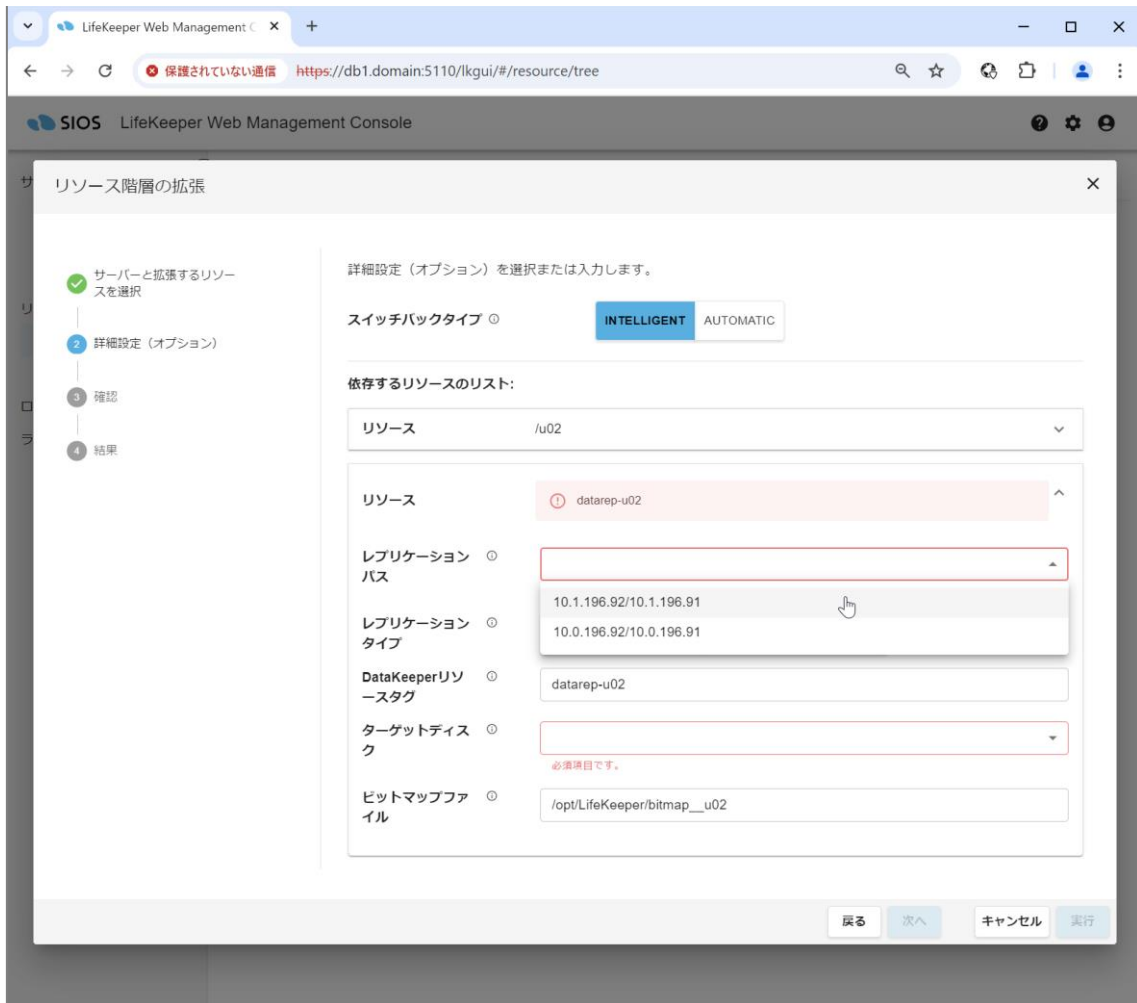 LifeKeeper Web Management C
保護されていない通信 https://db1.domain:5110/lkgui/#/resource/tree
SIOS LifeKeeper Web Management Console
サ
リ
ロ
ラ
リソース階層の拡張
サーバーと拡張するリソー
スを選択
2 詳細設定（オプション）
3 確認
4 結果
詳細設定（オプション）を選択または入力します。
スイッチバックタイプ INTELLIGENT AUTOMATIC
依存するリソースのリスト:
リソース /u02
リソース datarep-u02
レプリケーション
パス
10.1.196.92/10.1.196.91
10.0.196.92/10.0.196.91
レプリケーション
タイプ
DataKeeperリソ
ースタグ
datarep-u02
ターゲットディス
ク
必須項目です。
ビットマップファ
イル
/opt/LifeKeeper/bitmap__u02
戻る 次へ キャンセル 実行